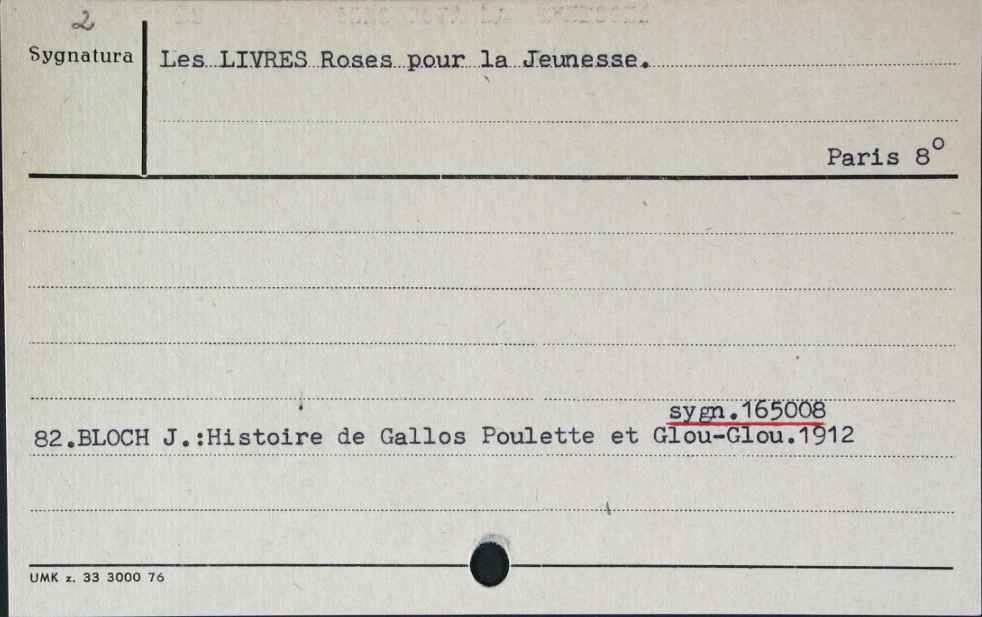 2
Sygnatura
Les LIVRES Roses pour la Jeunesse.
Paris 8°
sygn.165008
82.BLOCH J.:Histoire de Gallos Poulette et Glou-Glou.1912
UMK z. 33 3000 76